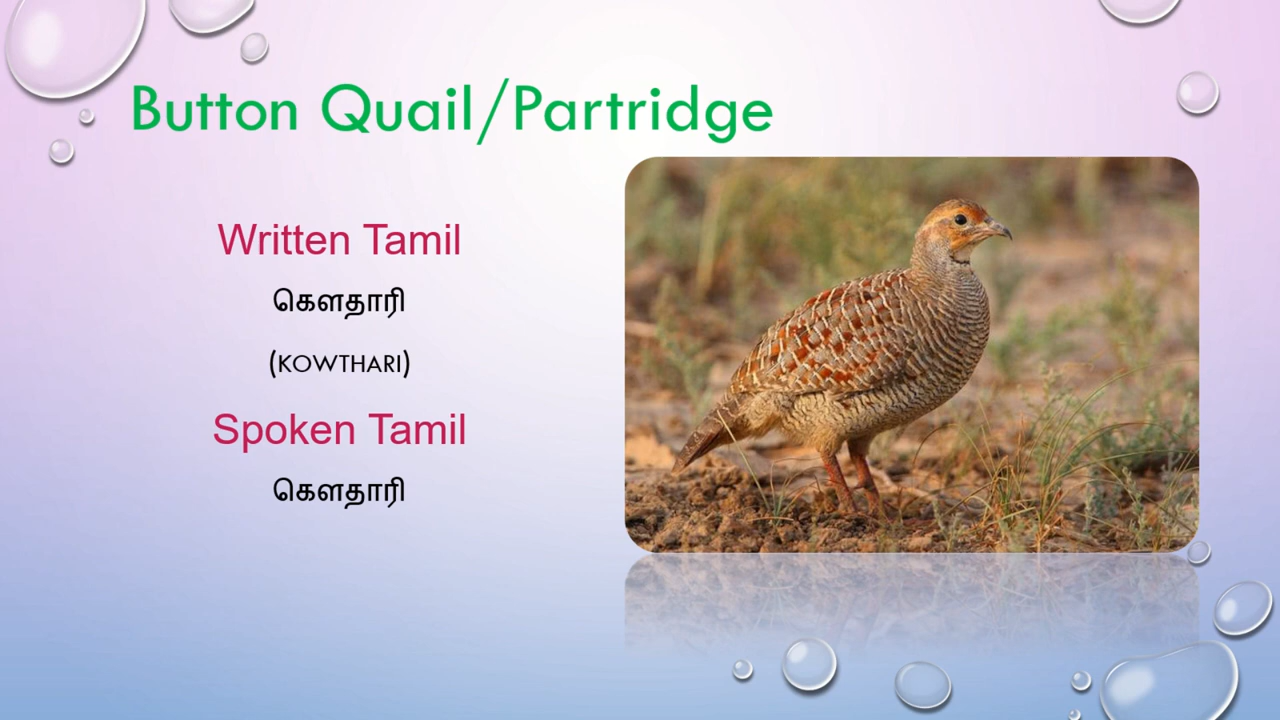 Button Quail/Partridge
Written Tamil
கௌதாரி
(KOWTHARI)
Spoken Tamil
கௌதாரி